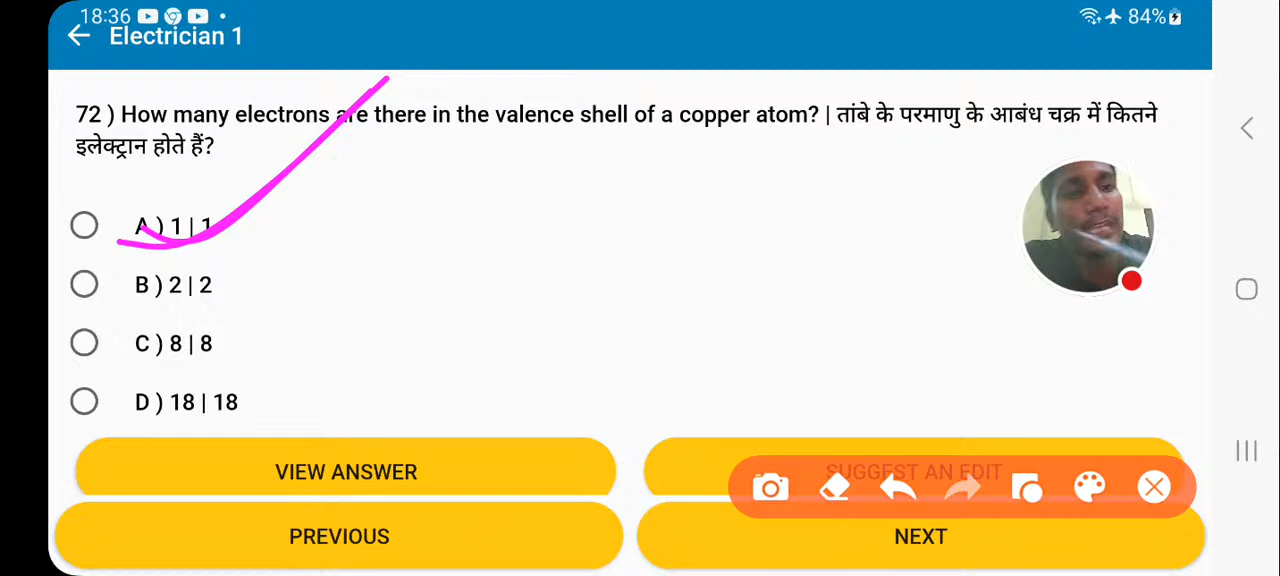 18:36
84%
Electrician 1
72 ) How many electrons are there in the valence shell of a copper atom? | तांबे के परमाणु के आबंध चक्र में कितने
इलेक्ट्रान होते हैं?
A ) 1 | 1
B ) 2 | 2
C ) 8 | 8
D ) 18 | 18
VIEW ANSWER
SUGGEST AN EDIT
PREVIOUS
NEXT